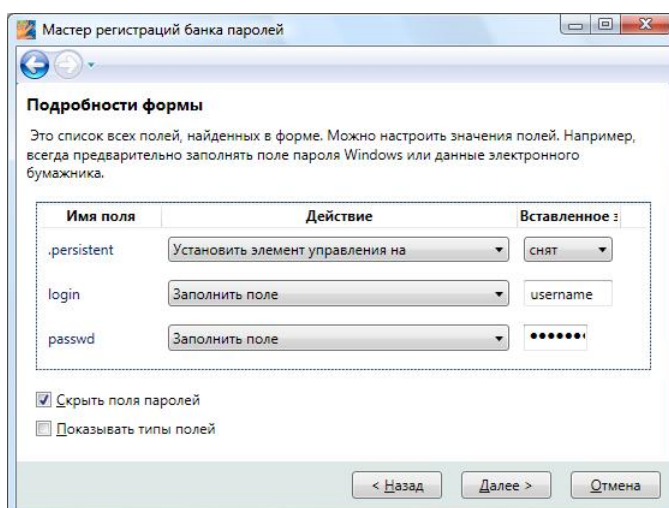 Мастер регистраций банка паролей
Подробности формы
Это список всех полей, найденных в форме. Можно настроить значения полей. Например,
всегда предварительно заполнять поле пароля Windows или данные электронного
бумажника.
Имя поля Действие Вставленное з
.persistent Установить элемент управления на снят
login Заполнить поле username
passwd Заполнить поле •••••••
Скрыть поля паролей
Показывать типы полей
< Назад Далее > Отмена